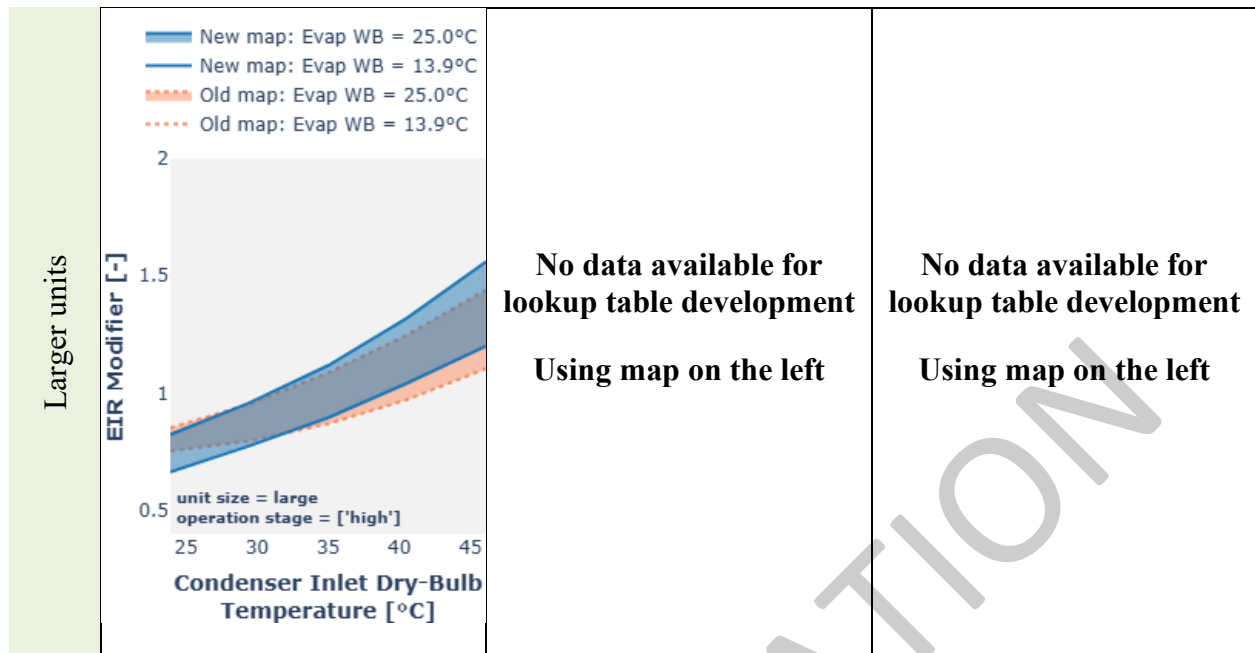 Larger units
New map: Evap WB = 25.0°C
New map: Evap WB = 13.9°C
Old map: Evap WB = 25.0°C
Old map: Evap WB = 13.9°C
EIR Modifier [-]
2
1.5
1
0.5
unit size = large
operation stage = ['high']
25 30 35 40 45
Condenser Inlet Dry-Bulb
Temperature [°C]
No data available for
lookup table development
Using map on the left
No data available for
lookup table development
Using map on the left
ATION